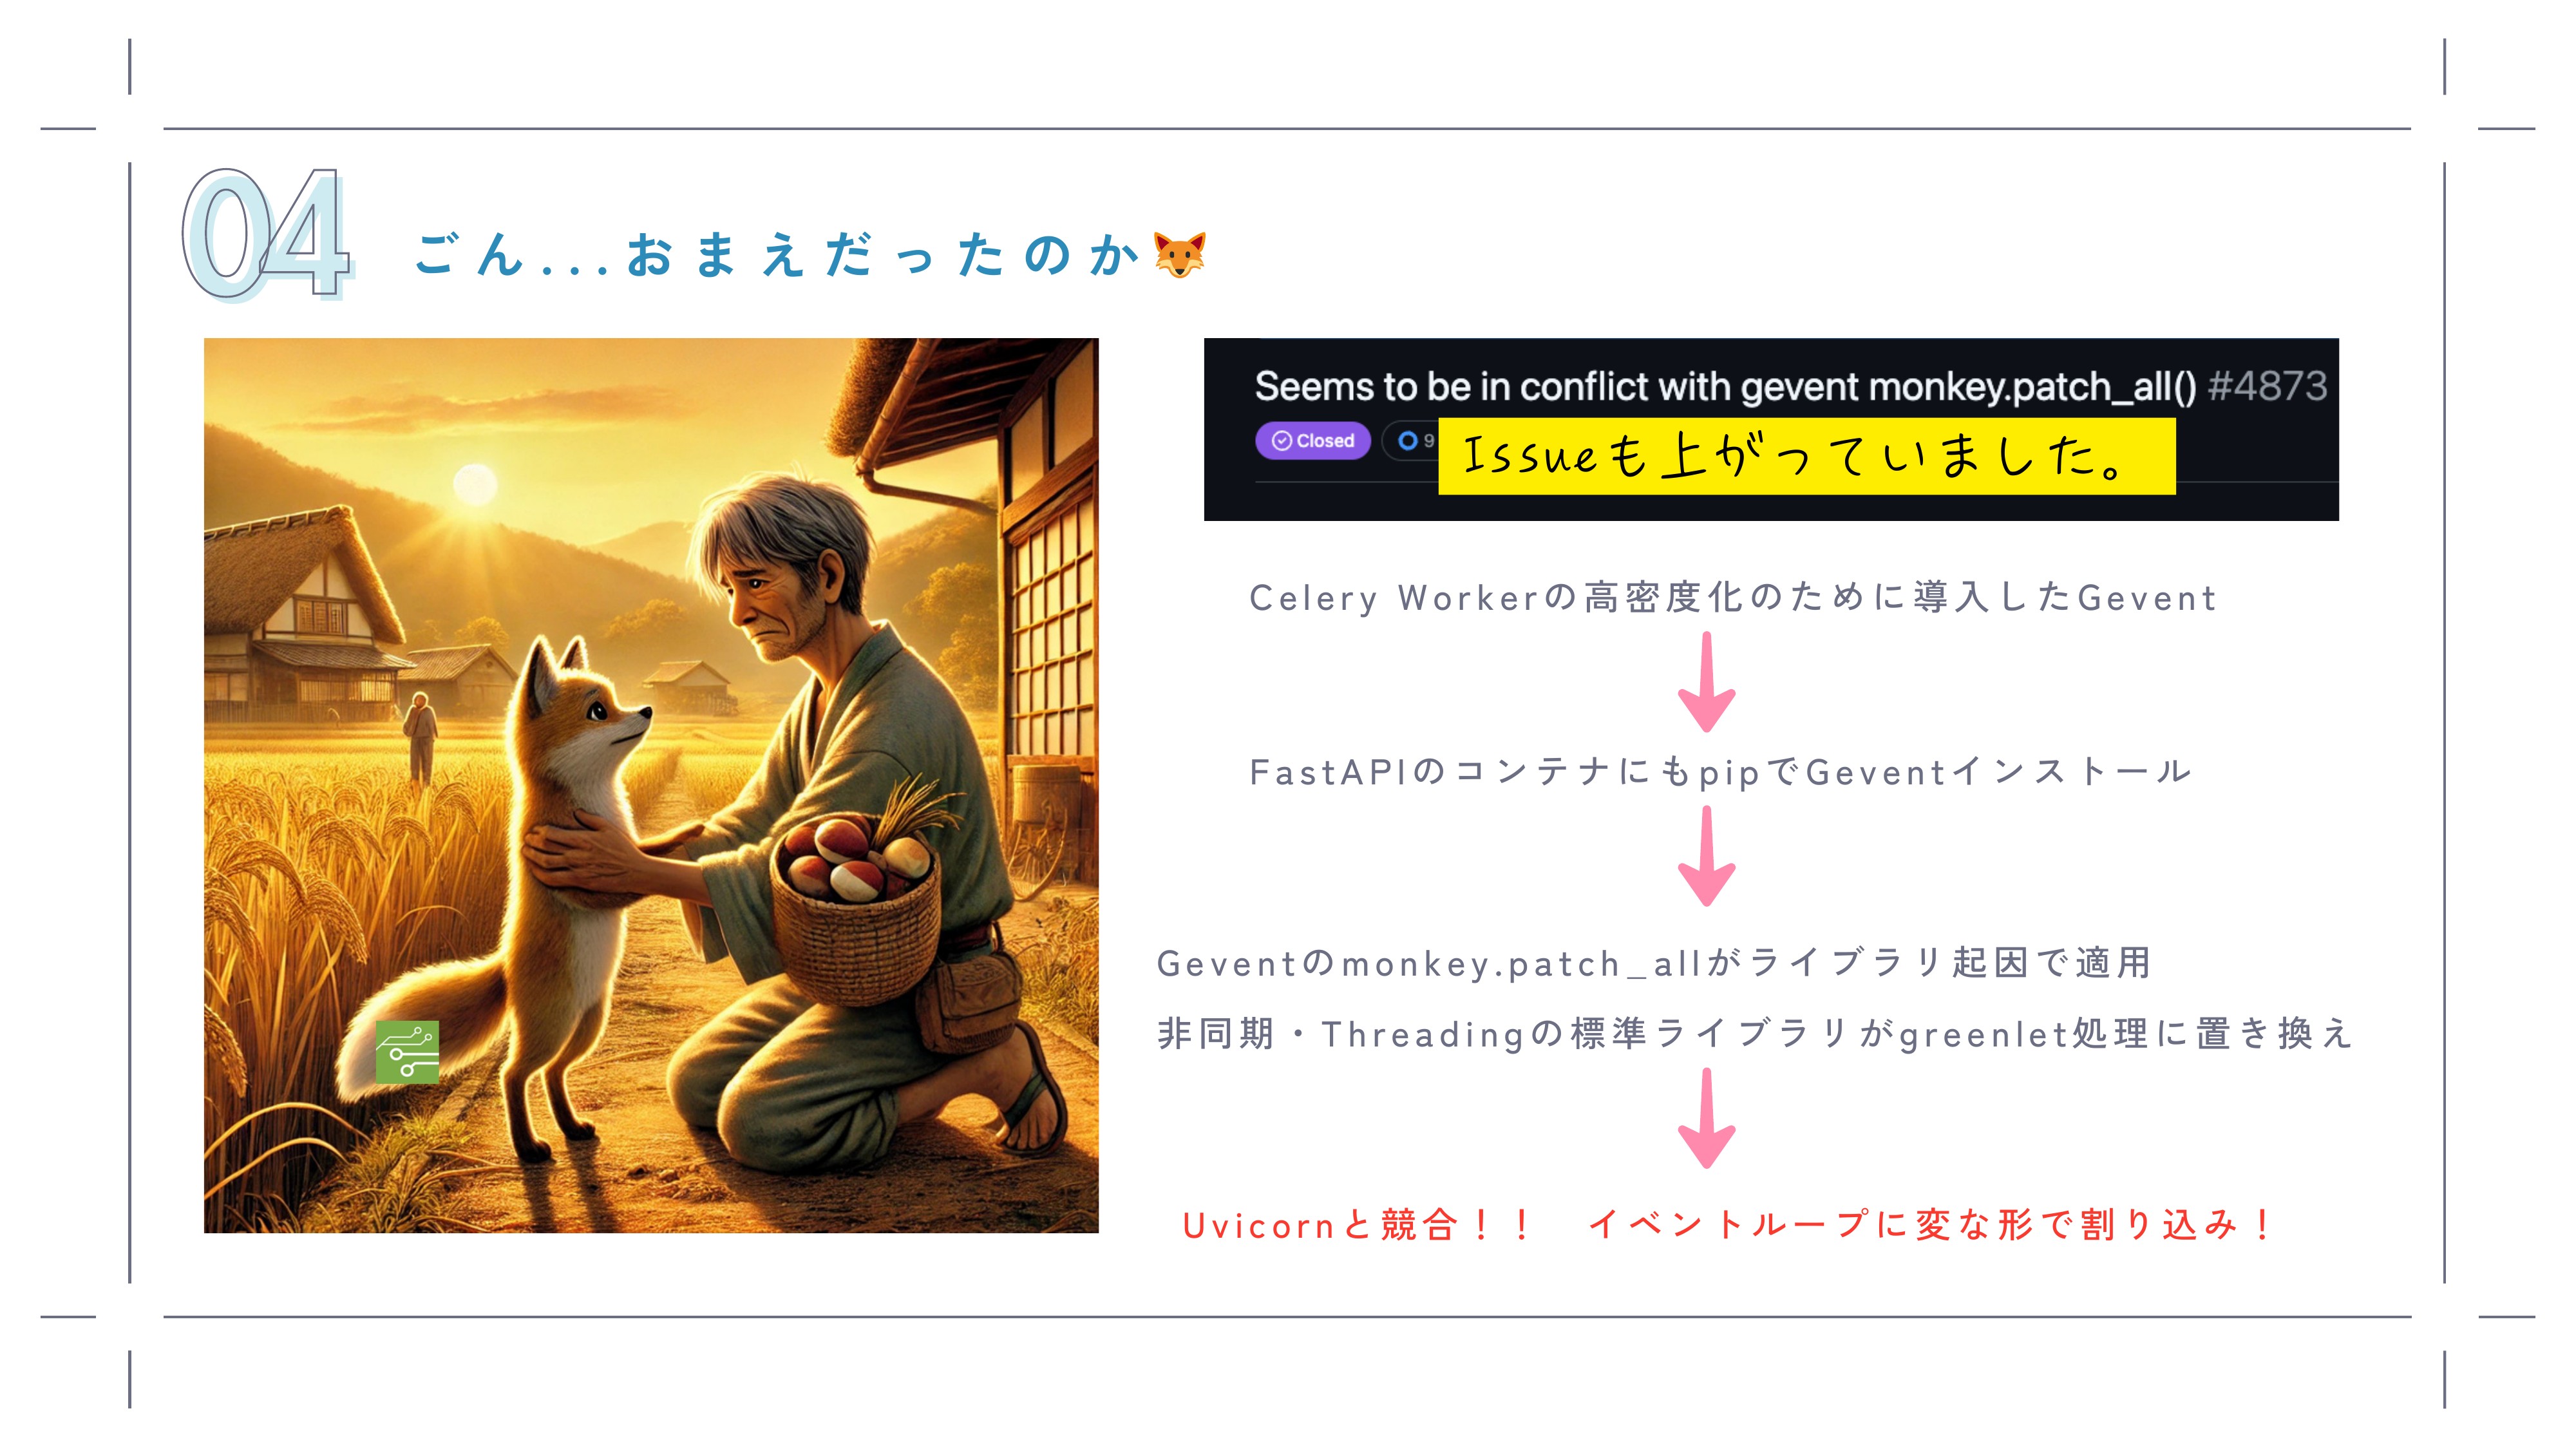 04
ごん...おまえだったのか🦊
Seems to be in conflict with gevent monkey.patch_all() #4873
Closed
9
Issueも上がっていました。
Celery Workerの高密度化のために導入したGevent
FastAPIのコンテナにもpipでGeventインストール
Geventのmonkey.patch_allがライブラリ起因で適用
非同期・Threadingの標準ライブラリがgreenlet処理に置き換え
Uvicornと競合！！　イベントループに変な形で割り込み！